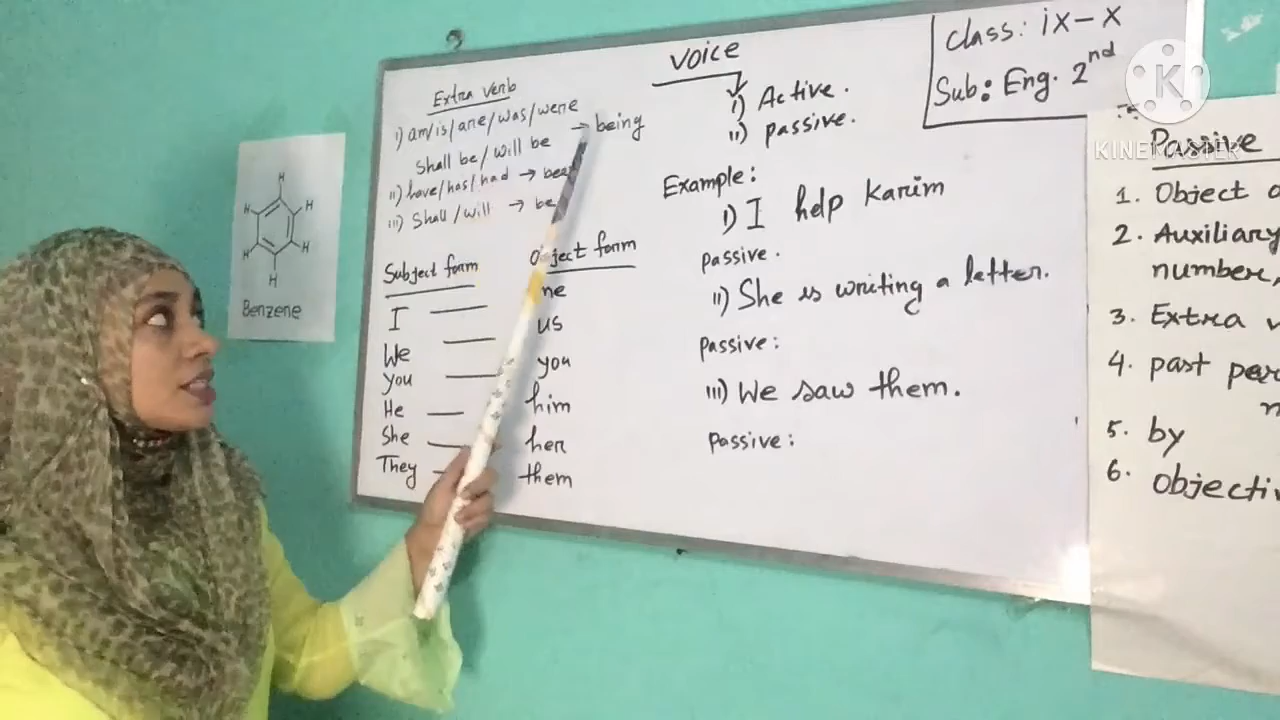 Extra verb
i) am/is/are/was/were → being
Shall be/will be
ii) have/has/had →
iii) Shall/will → be
Subject form
Object form
I
me
We
us
you
you
He
him
She
her
They
them
VOICE
i) Active.
ii) passive.
Example:
i) I help Karim
passive.
ii) She is writing a letter.
passive:
iii) We saw them.
passive:
class: ix-x
Sub: Eng. 2nd
K
KINEMASTER
Passive
1. Object
2. Auxiliary
number,
3. Extra
4. past
5. by
6.
H
H
H
H
H
H
Benzene